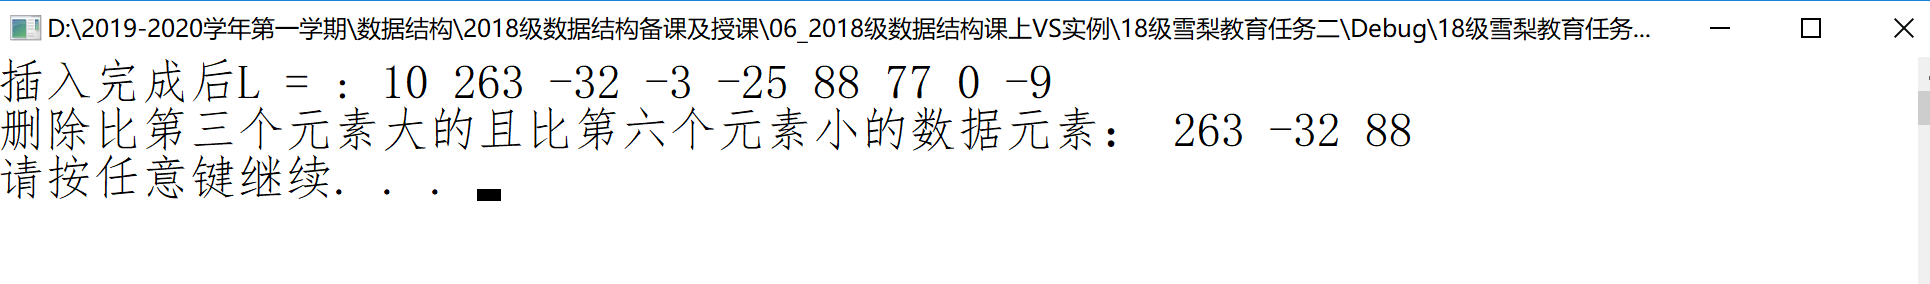 D:\2019-2020学年第一学期\数据结构\2018级数据结构备课及授课\06_2018级数据结构课上VS实例\18级雪梨教育任务二\Debug\18级雪梨教育任务...
插入完成后L = : 10 263 -32 -3 -25 88 77 0 -9
删除比第三个元素大的且比第六个元素小的数据元素： 263 -32 88
请按任意键继续. . .